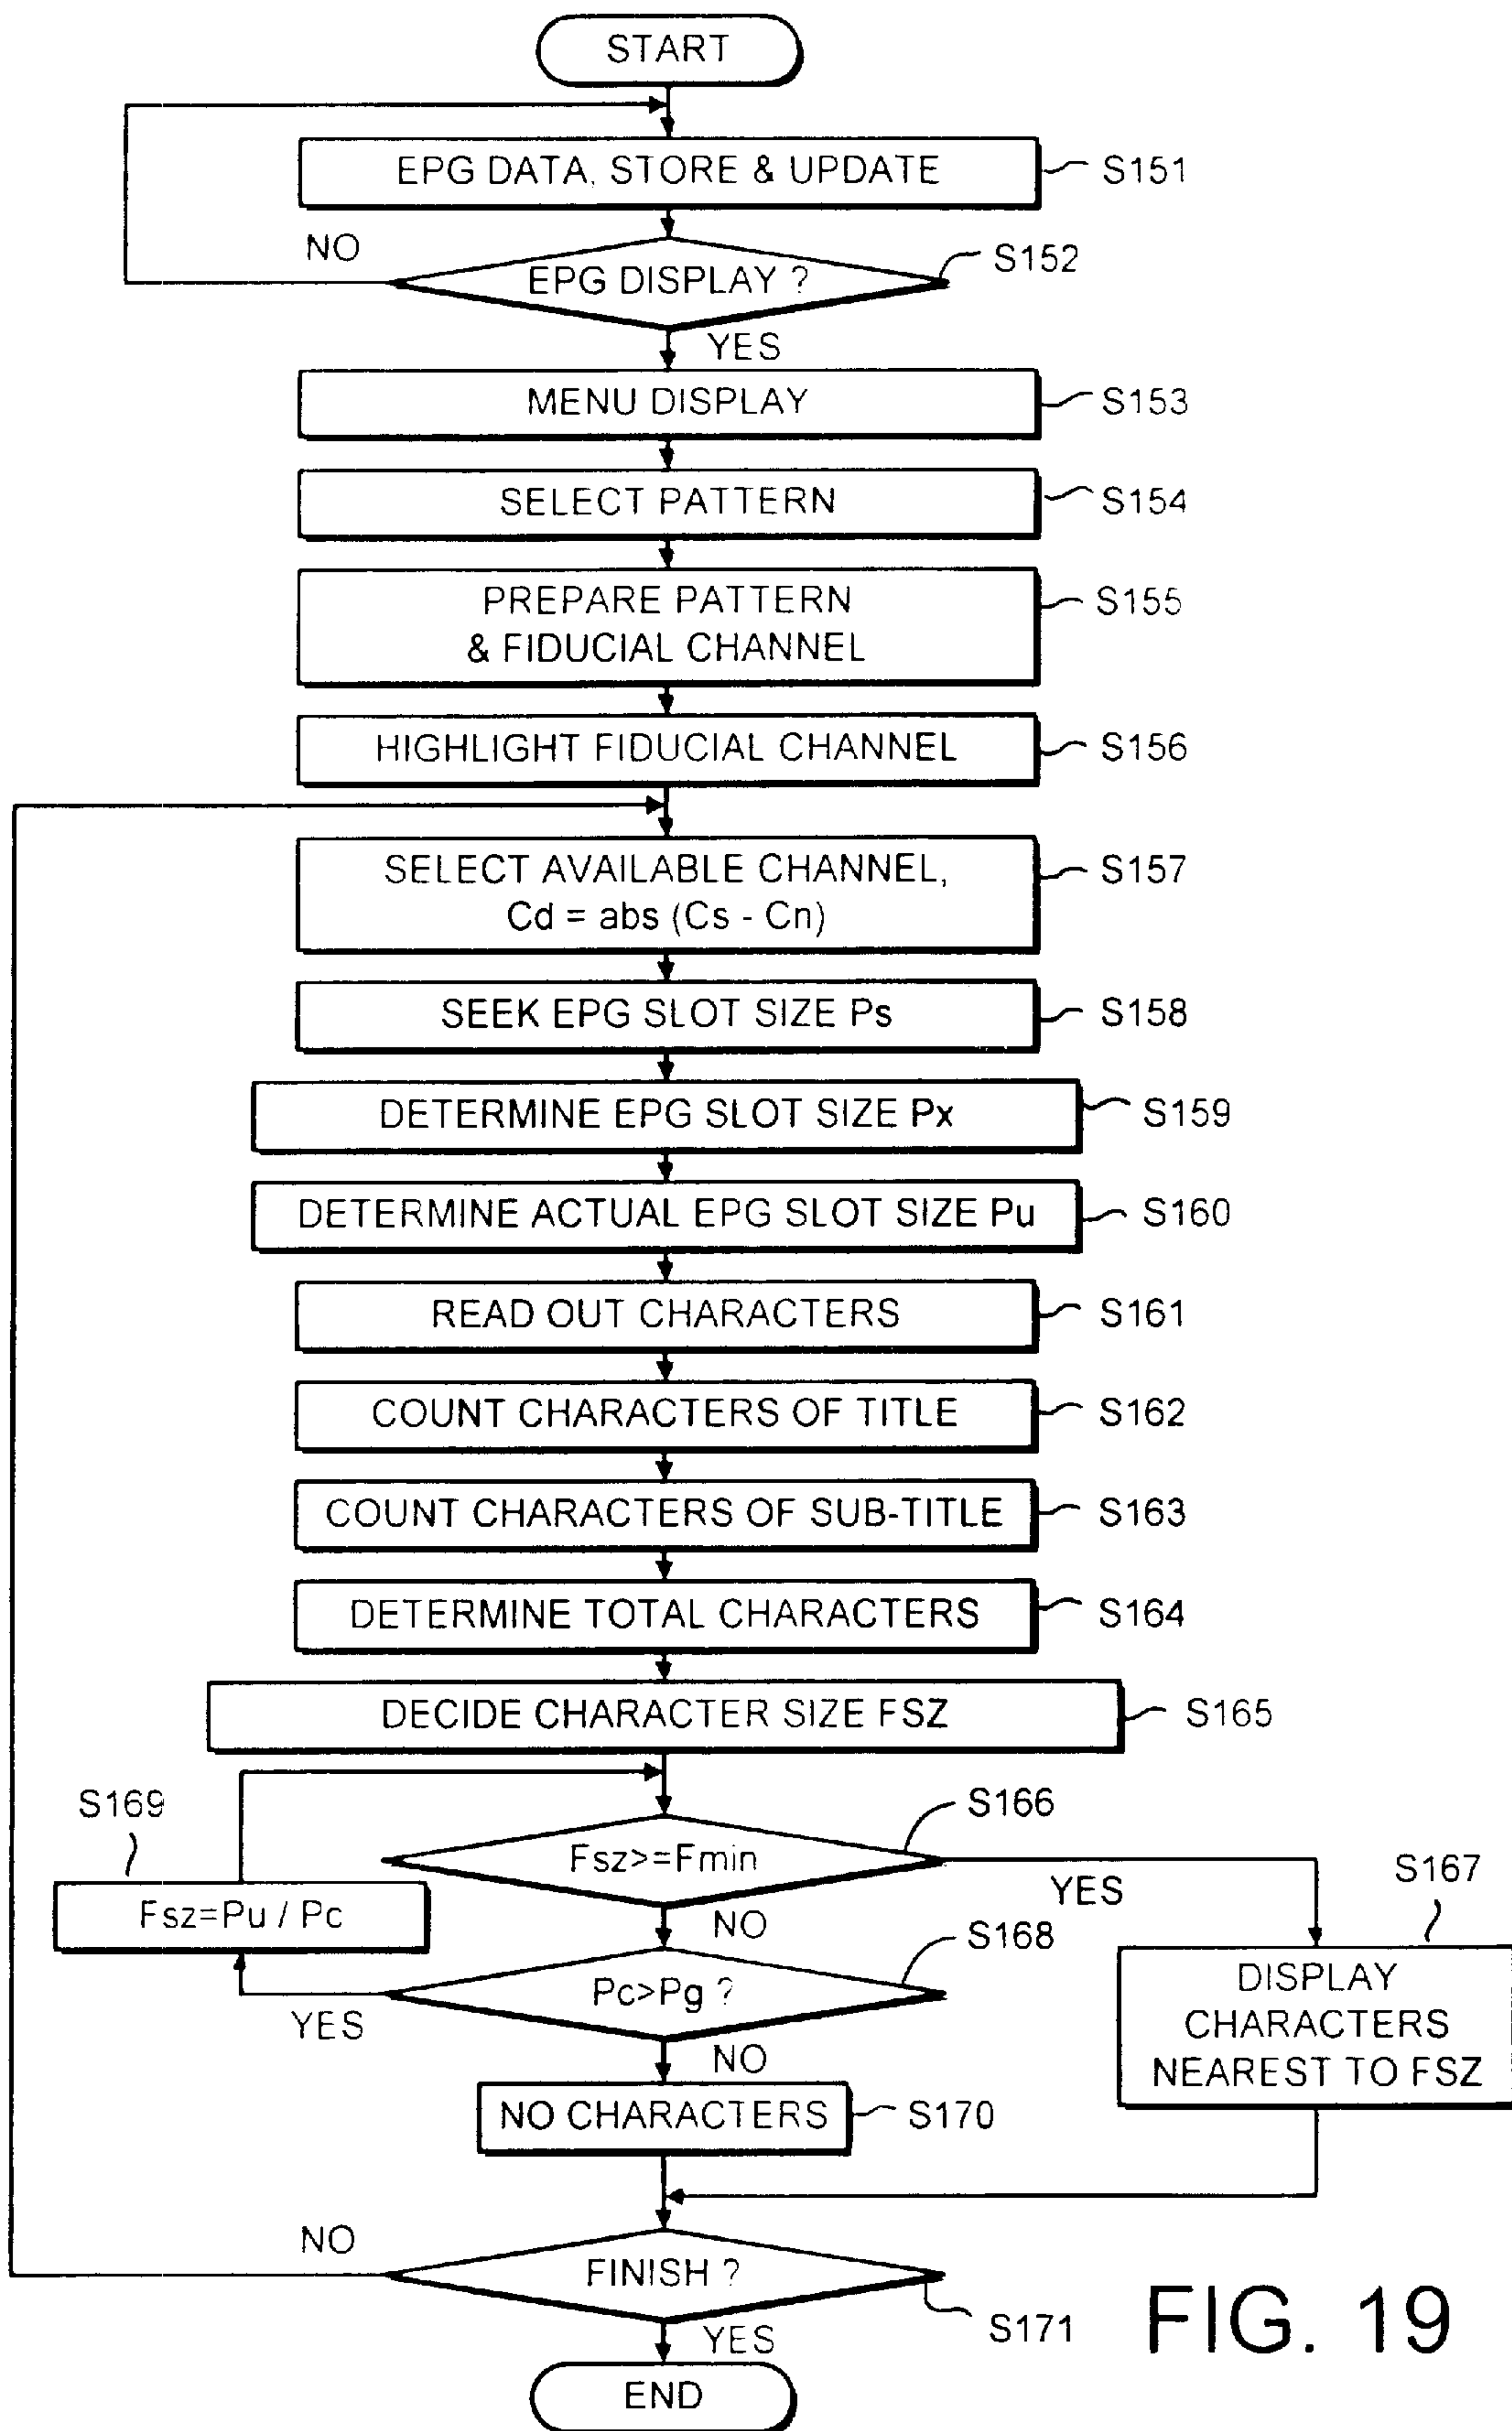 START
EPG DATA, STORE & UPDATE
S151
NO
EPG DISPLAY ?
S152
YES
MENU DISPLAY
S153
SELECT PATTERN
S154
PREPARE PATTERN
& FIDUCIAL CHANNEL
S155
HIGHLIGHT FIDUCIAL CHANNEL
S156
SELECT AVAILABLE CHANNEL,
Cd = abs (Cs - Cn)
S157
SEEK EPG SLOT SIZE Ps
S158
DETERMINE EPG SLOT SIZE Px
S159
DETERMINE ACTUAL EPG SLOT SIZE Pu
S160
READ OUT CHARACTERS
S161
COUNT CHARACTERS OF TITLE
S162
COUNT CHARACTERS OF SUB-TITLE
S163
DETERMINE TOTAL CHARACTERS
S164
DECIDE CHARACTER SIZE FSZ
S165
S169
Fsz=Pu / Pc
Fsz>=Fmin
S166
YES
NO
S167
DISPLAY
CHARACTERS
NEAREST TO FSZ
Pc>Pg ?
S168
YES
NO
NO CHARACTERS
S170
NO
FINISH ?
S171
YES
END
FIG. 19